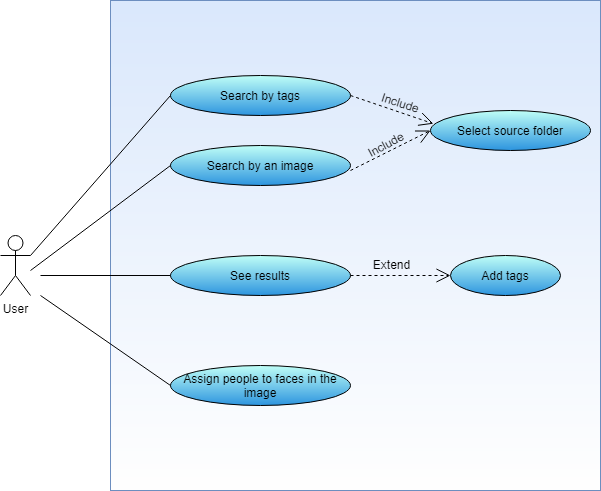 Search by tags
Include
Select source folder
Include
Search by an image
User
See results
Extend
Add tags
Assign people to faces in the
image